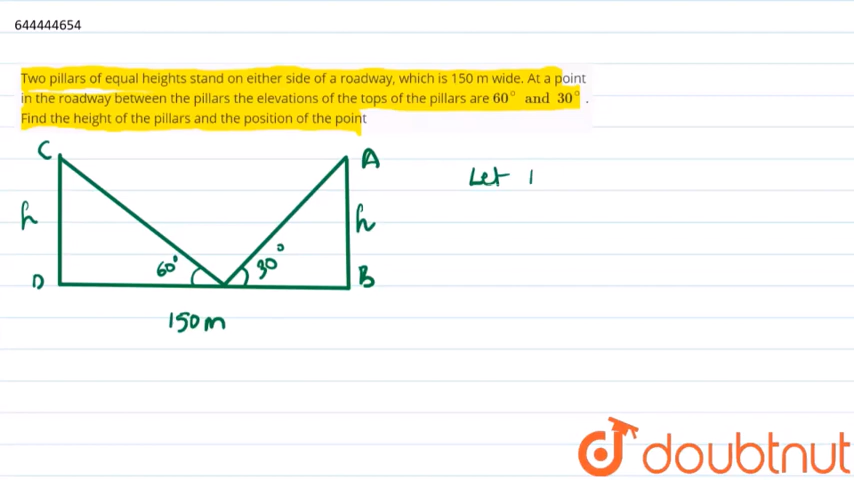 644444654
Two pillars of equal heights stand on either side of a roadway, which is 150 m wide. At a point
in the roadway between the pillars the elevations of the tops of the pillars are 60° and 30° .
Find the height of the pillars and the position of the point
C
A
Let
h
h
60°
30°
D
B
150m
doubtnut